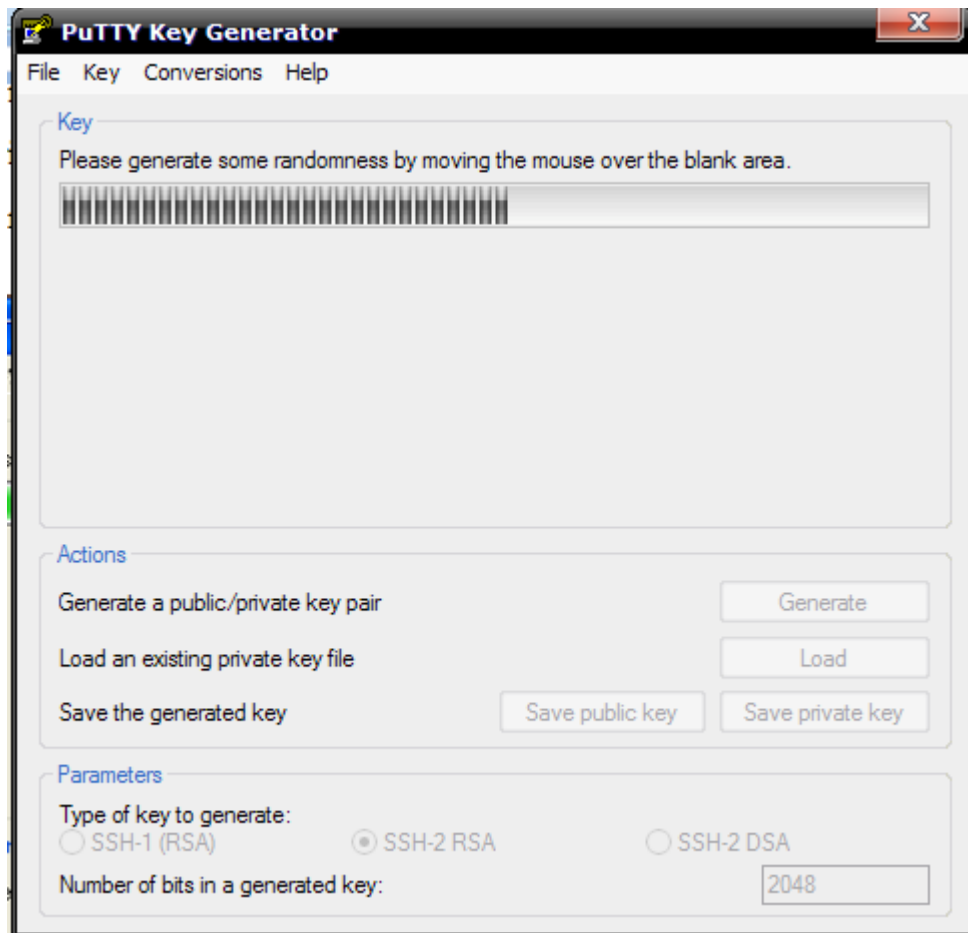 PuTTY Key Generator
File Key Conversions Help
Key
Please generate some randomness by moving the mouse over the blank area.
Actions
Generate a public/private key pair Generate
Load an existing private key file Load
Save the generated key Save public key Save private key
Parameters
Type of key to generate:
SSH-1 (RSA) SSH-2 RSA SSH-2 DSA
Number of bits in a generated key: 2048